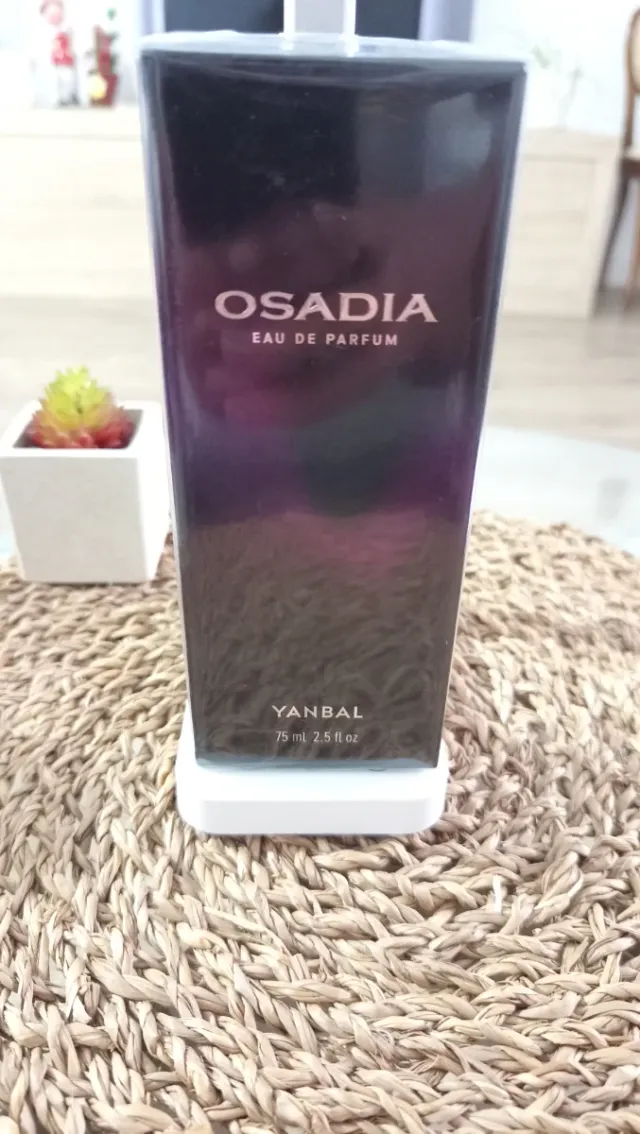 OSADIA
EAU DE PARFUM
YANBAL
75 ml 2.5 fl oz